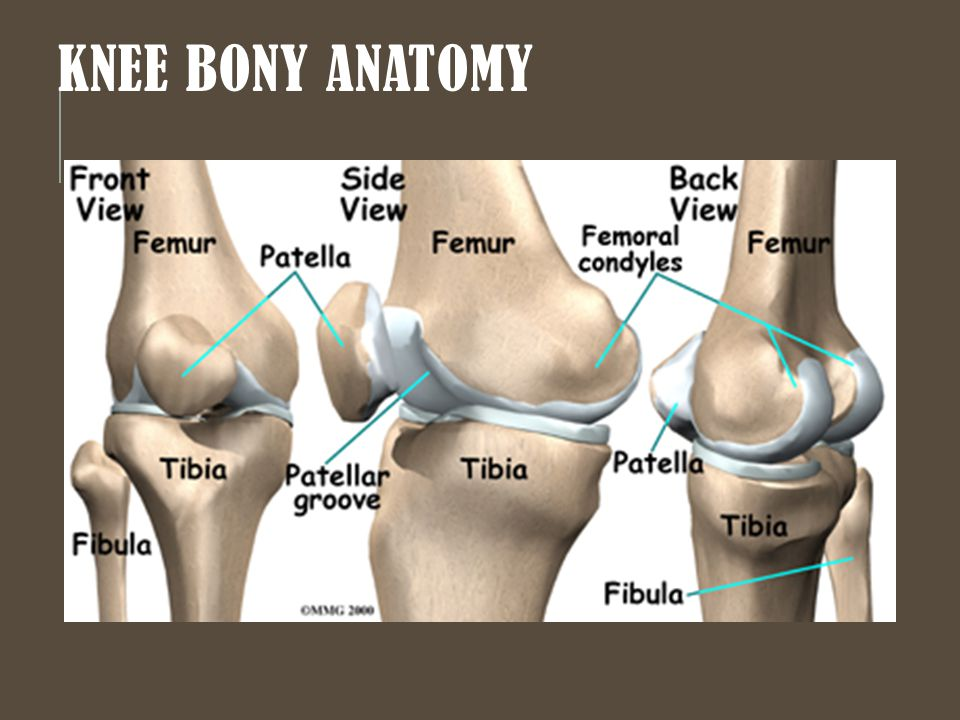 KNEE BONY ANATOMY
Front
View
Femur
Patella
Tibia
Fibula
Side
View
Femur
Patellar
groove
Tibia
©MMG 2000
Back
View
Femoral
condyles
Femur
Patella
Tibia
Fibula